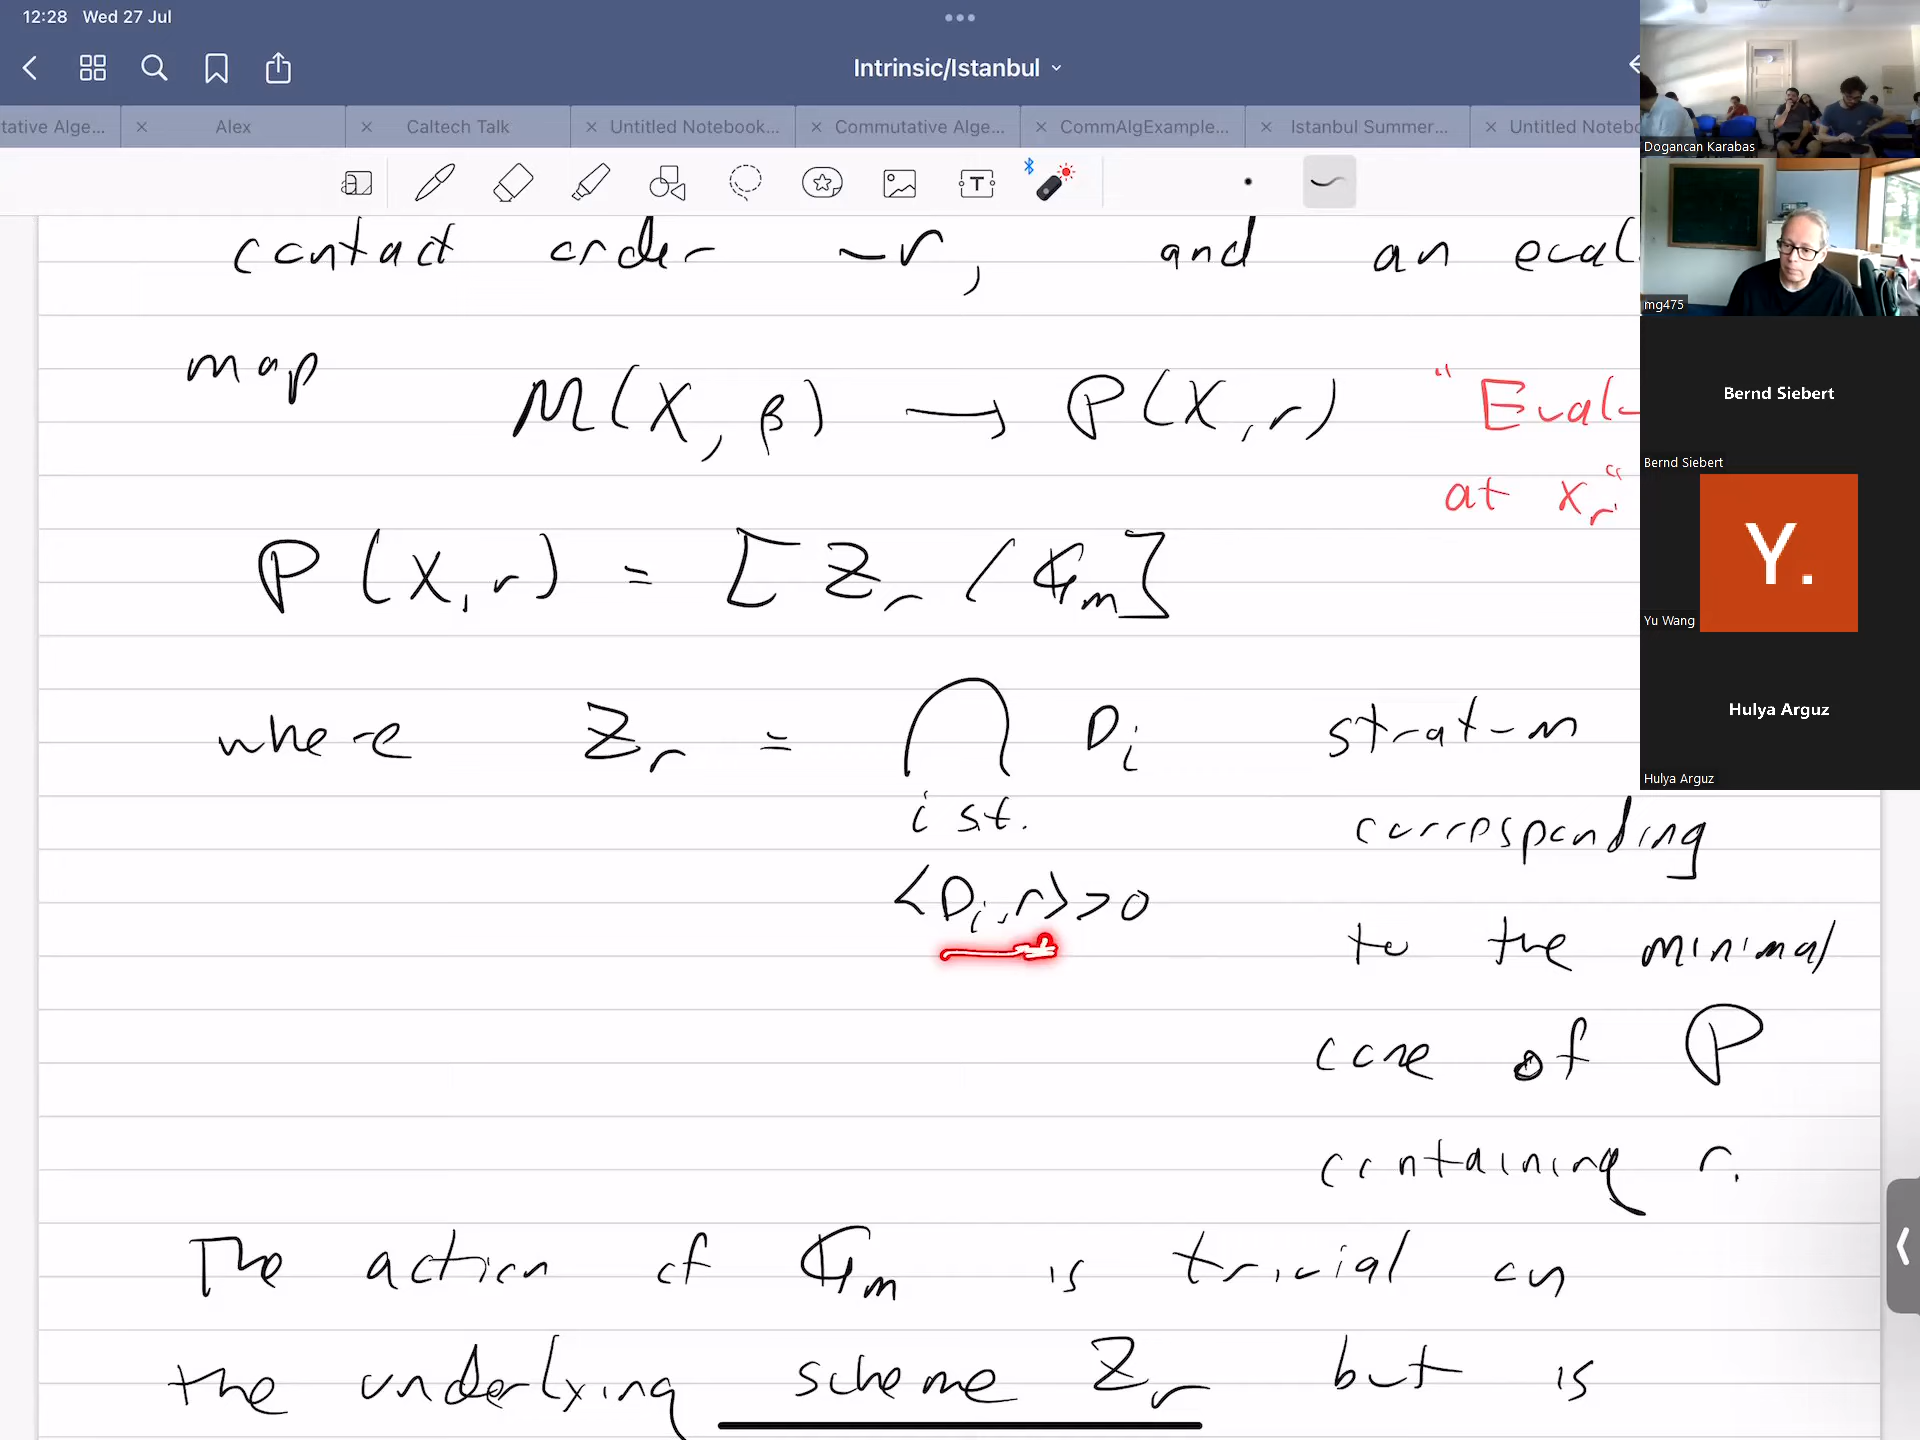 12:28 Wed 27 Jul
Intrinsic/Istanbul
tative Alge...
Alex
Caltech Talk
Untitled Notebook...
Commutative Alge...
CommAlgExample...
Istanbul Summer...
Untitled Notebo
contact order -r, and an eval
map M(X, β) → P(X, r) "Eval
at x_r"
P(X, r) = [Z_r / G_m]
where Z_r = ∩ D_i stratum
i s.t. corresponding
<D_i, r> > 0
to the minimal
cone of P
containing r.
The action of G_m is trivial on
the underlying scheme Z_r but is
Dogancan Karabas
mg475
Bernd Siebert
Bernd Siebert
Y.
Yu Wang
Hulya Arguz
Hulya Arguz